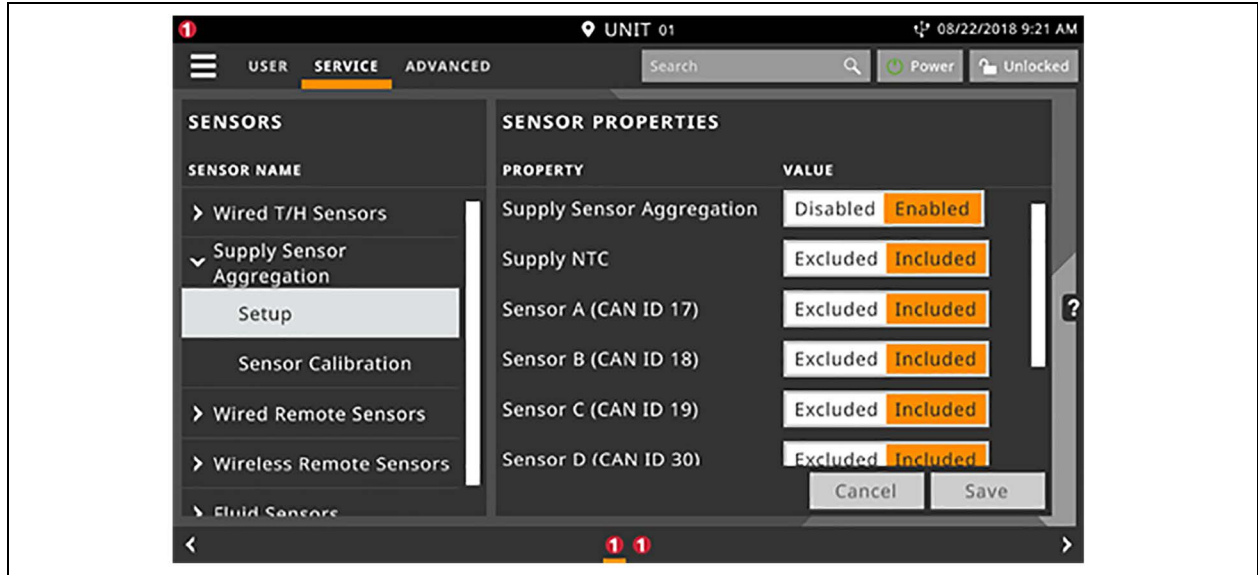 1 UNIT 01 08/22/2018 9:21 AM
USER SERVICE ADVANCED Search Power Unlocked
SENSORS
SENSOR NAME
Wired T/H Sensors
Supply Sensor
Aggregation
Setup
Sensor Calibration
Wired Remote Sensors
Wireless Remote Sensors
Fluid Sensors
SENSOR PROPERTIES
PROPERTY VALUE
Supply Sensor Aggregation Disabled Enabled
Supply NTC Excluded Included
Sensor A (CAN ID 17) Excluded Included
Sensor B (CAN ID 18) Excluded Included
Sensor C (CAN ID 19) Excluded Included
Sensor D (CAN ID 30) Excluded Included
Cancel Save
?
1 1